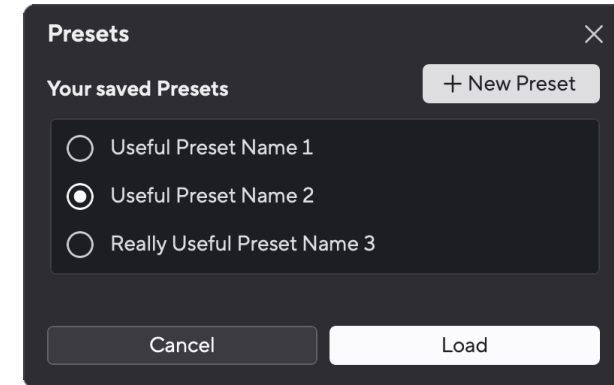 Presets
Your saved Presets
+ New Preset
Useful Preset Name 1
Useful Preset Name 2
Really Useful Preset Name 3
Cancel
Load